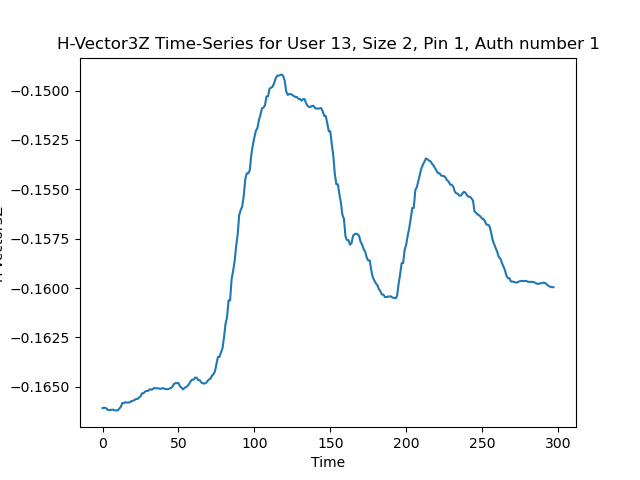 H-Vector3Z Time-Series for User 13, Size 2, Pin 1, Auth number 1
−0.1500
−0.1525
−0.1550
−0.1575
−0.1600
−0.1625
−0.1650
0 50 100 150 200 250 300
Time